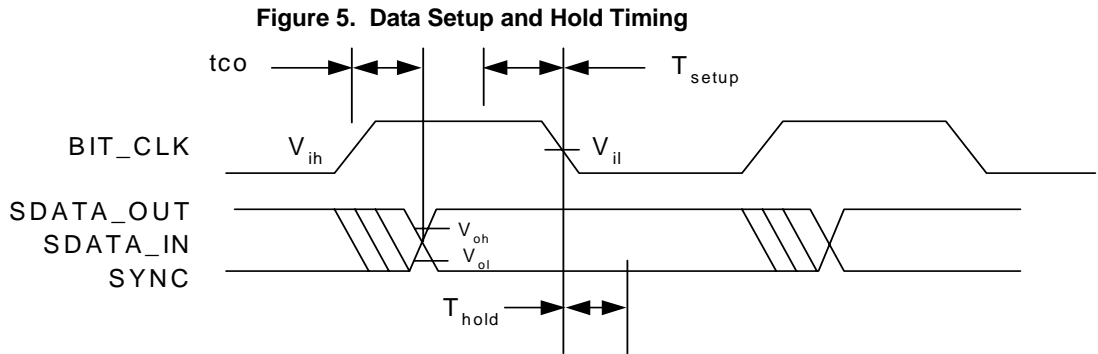 Figure 5. Data Setup and Hold Timing
tco
T setup
BIT_CLK
V ih
V il
SDATA_OUT
SDATA_IN
SYNC
V oh
V ol
T hold